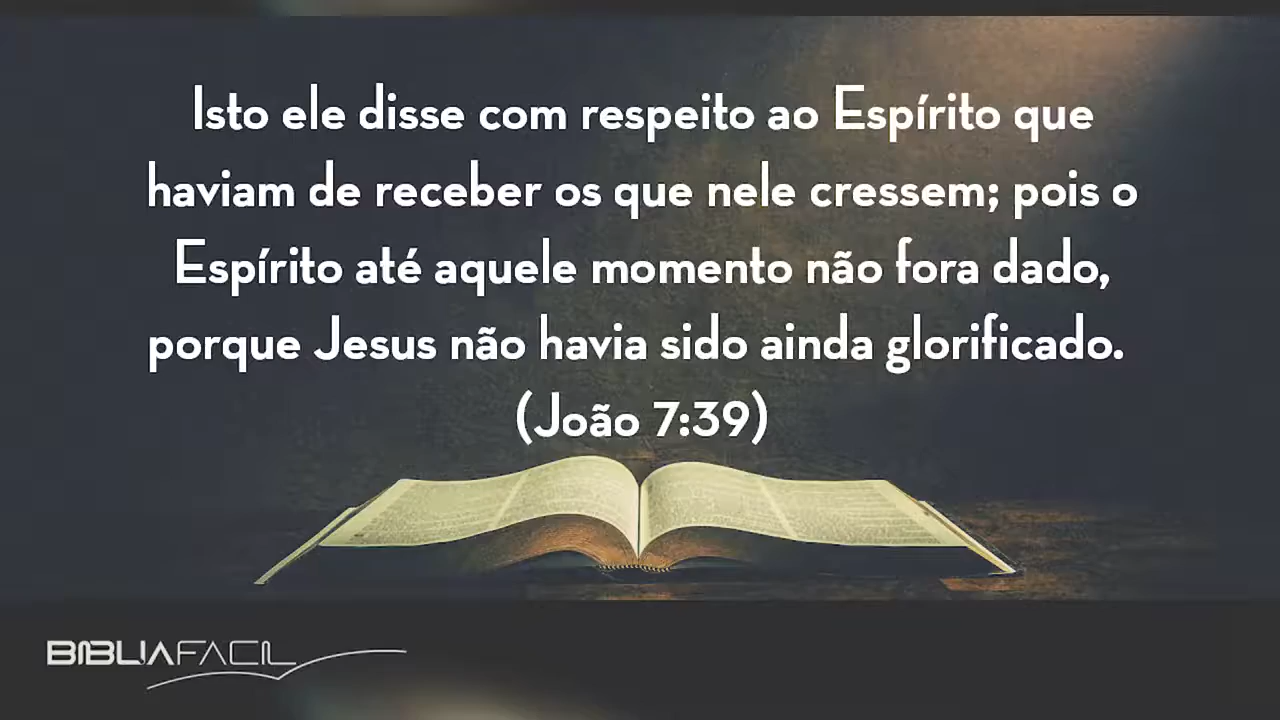 Isto ele disse com respeito ao Espírito que
haviam de receber os que nele cressem; pois o
Espírito até aquele momento não fora dado,
porque Jesus não havia sido ainda glorificado.
(João 7:39)
BIBLIAFACIL